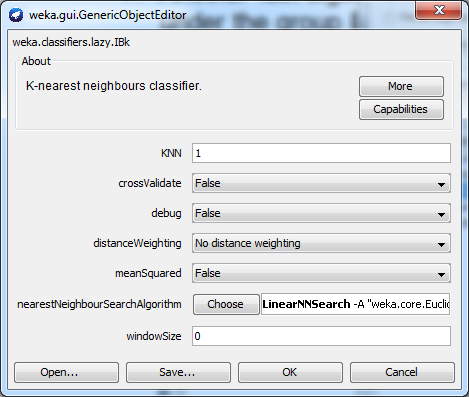 weka.gui.GenericObjectEditor
under the group
weka.classifiers.lazy.IBk
About
K-nearest neighbours classifier.
More
Capabilities
KNN 1
crossValidate False
debug False
distanceWeighting No distance weighting
meanSquared False
nearestNeighbourSearchAlgorithm Choose LinearNNSearch -A "weka.core.Euclid
windowSize 0
Open... Save... OK Cancel